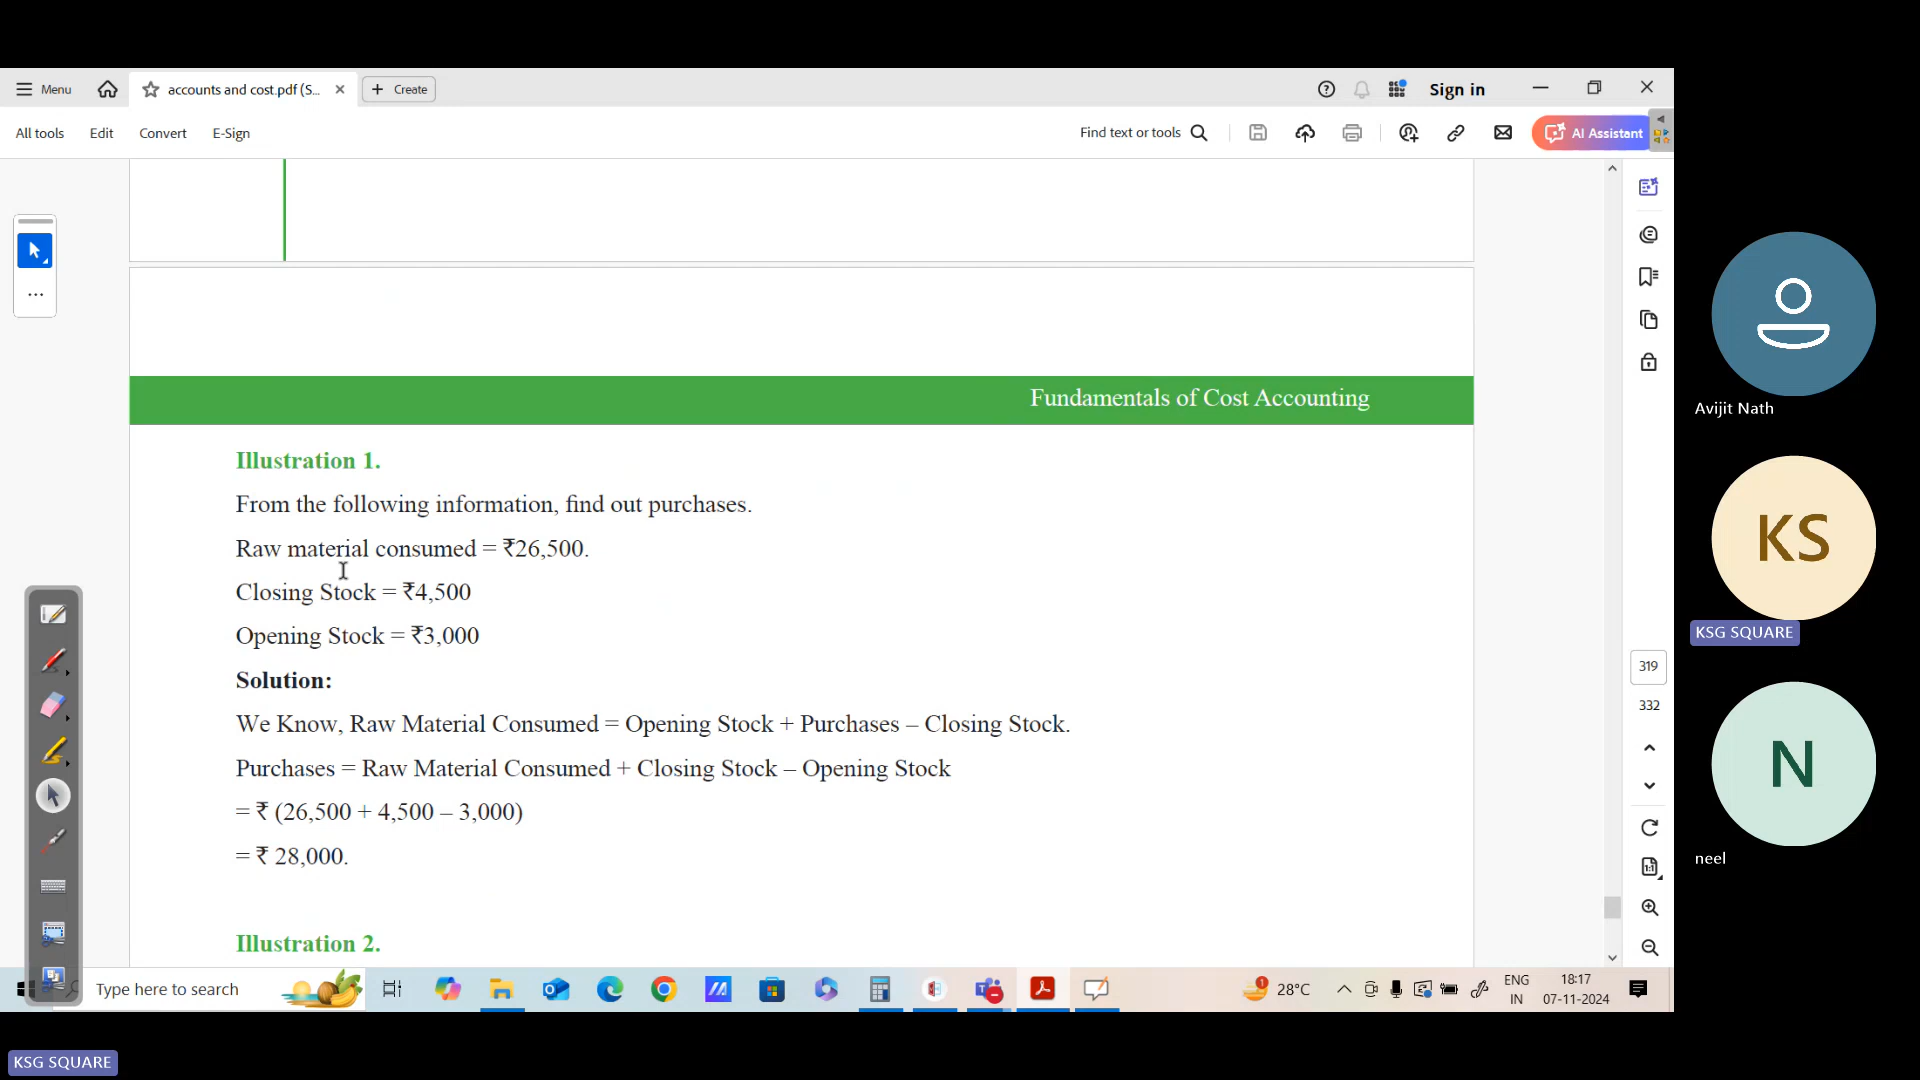 Menu
accounts and cost.pdf (S...
Create
Sign in
All tools
Edit
Convert
E-Sign
Find text or tools
AI Assistant
Fundamentals of Cost Accounting
Illustration 1.
From the following information, find out purchases.
Raw material consumed = ₹26,500.
Closing Stock = ₹4,500
Opening Stock = ₹3,000
Solution:
We Know, Raw Material Consumed = Opening Stock + Purchases – Closing Stock.
Purchases = Raw Material Consumed + Closing Stock – Opening Stock
= ₹ (26,500 + 4,500 – 3,000)
= ₹ 28,000.
Illustration 2.
319
332
1:1
Avijit Nath
KS
KSG SQUARE
N
neel
Type here to search
1
28°C
ENG
IN
18:17
07-11-2024
KSG SQUARE